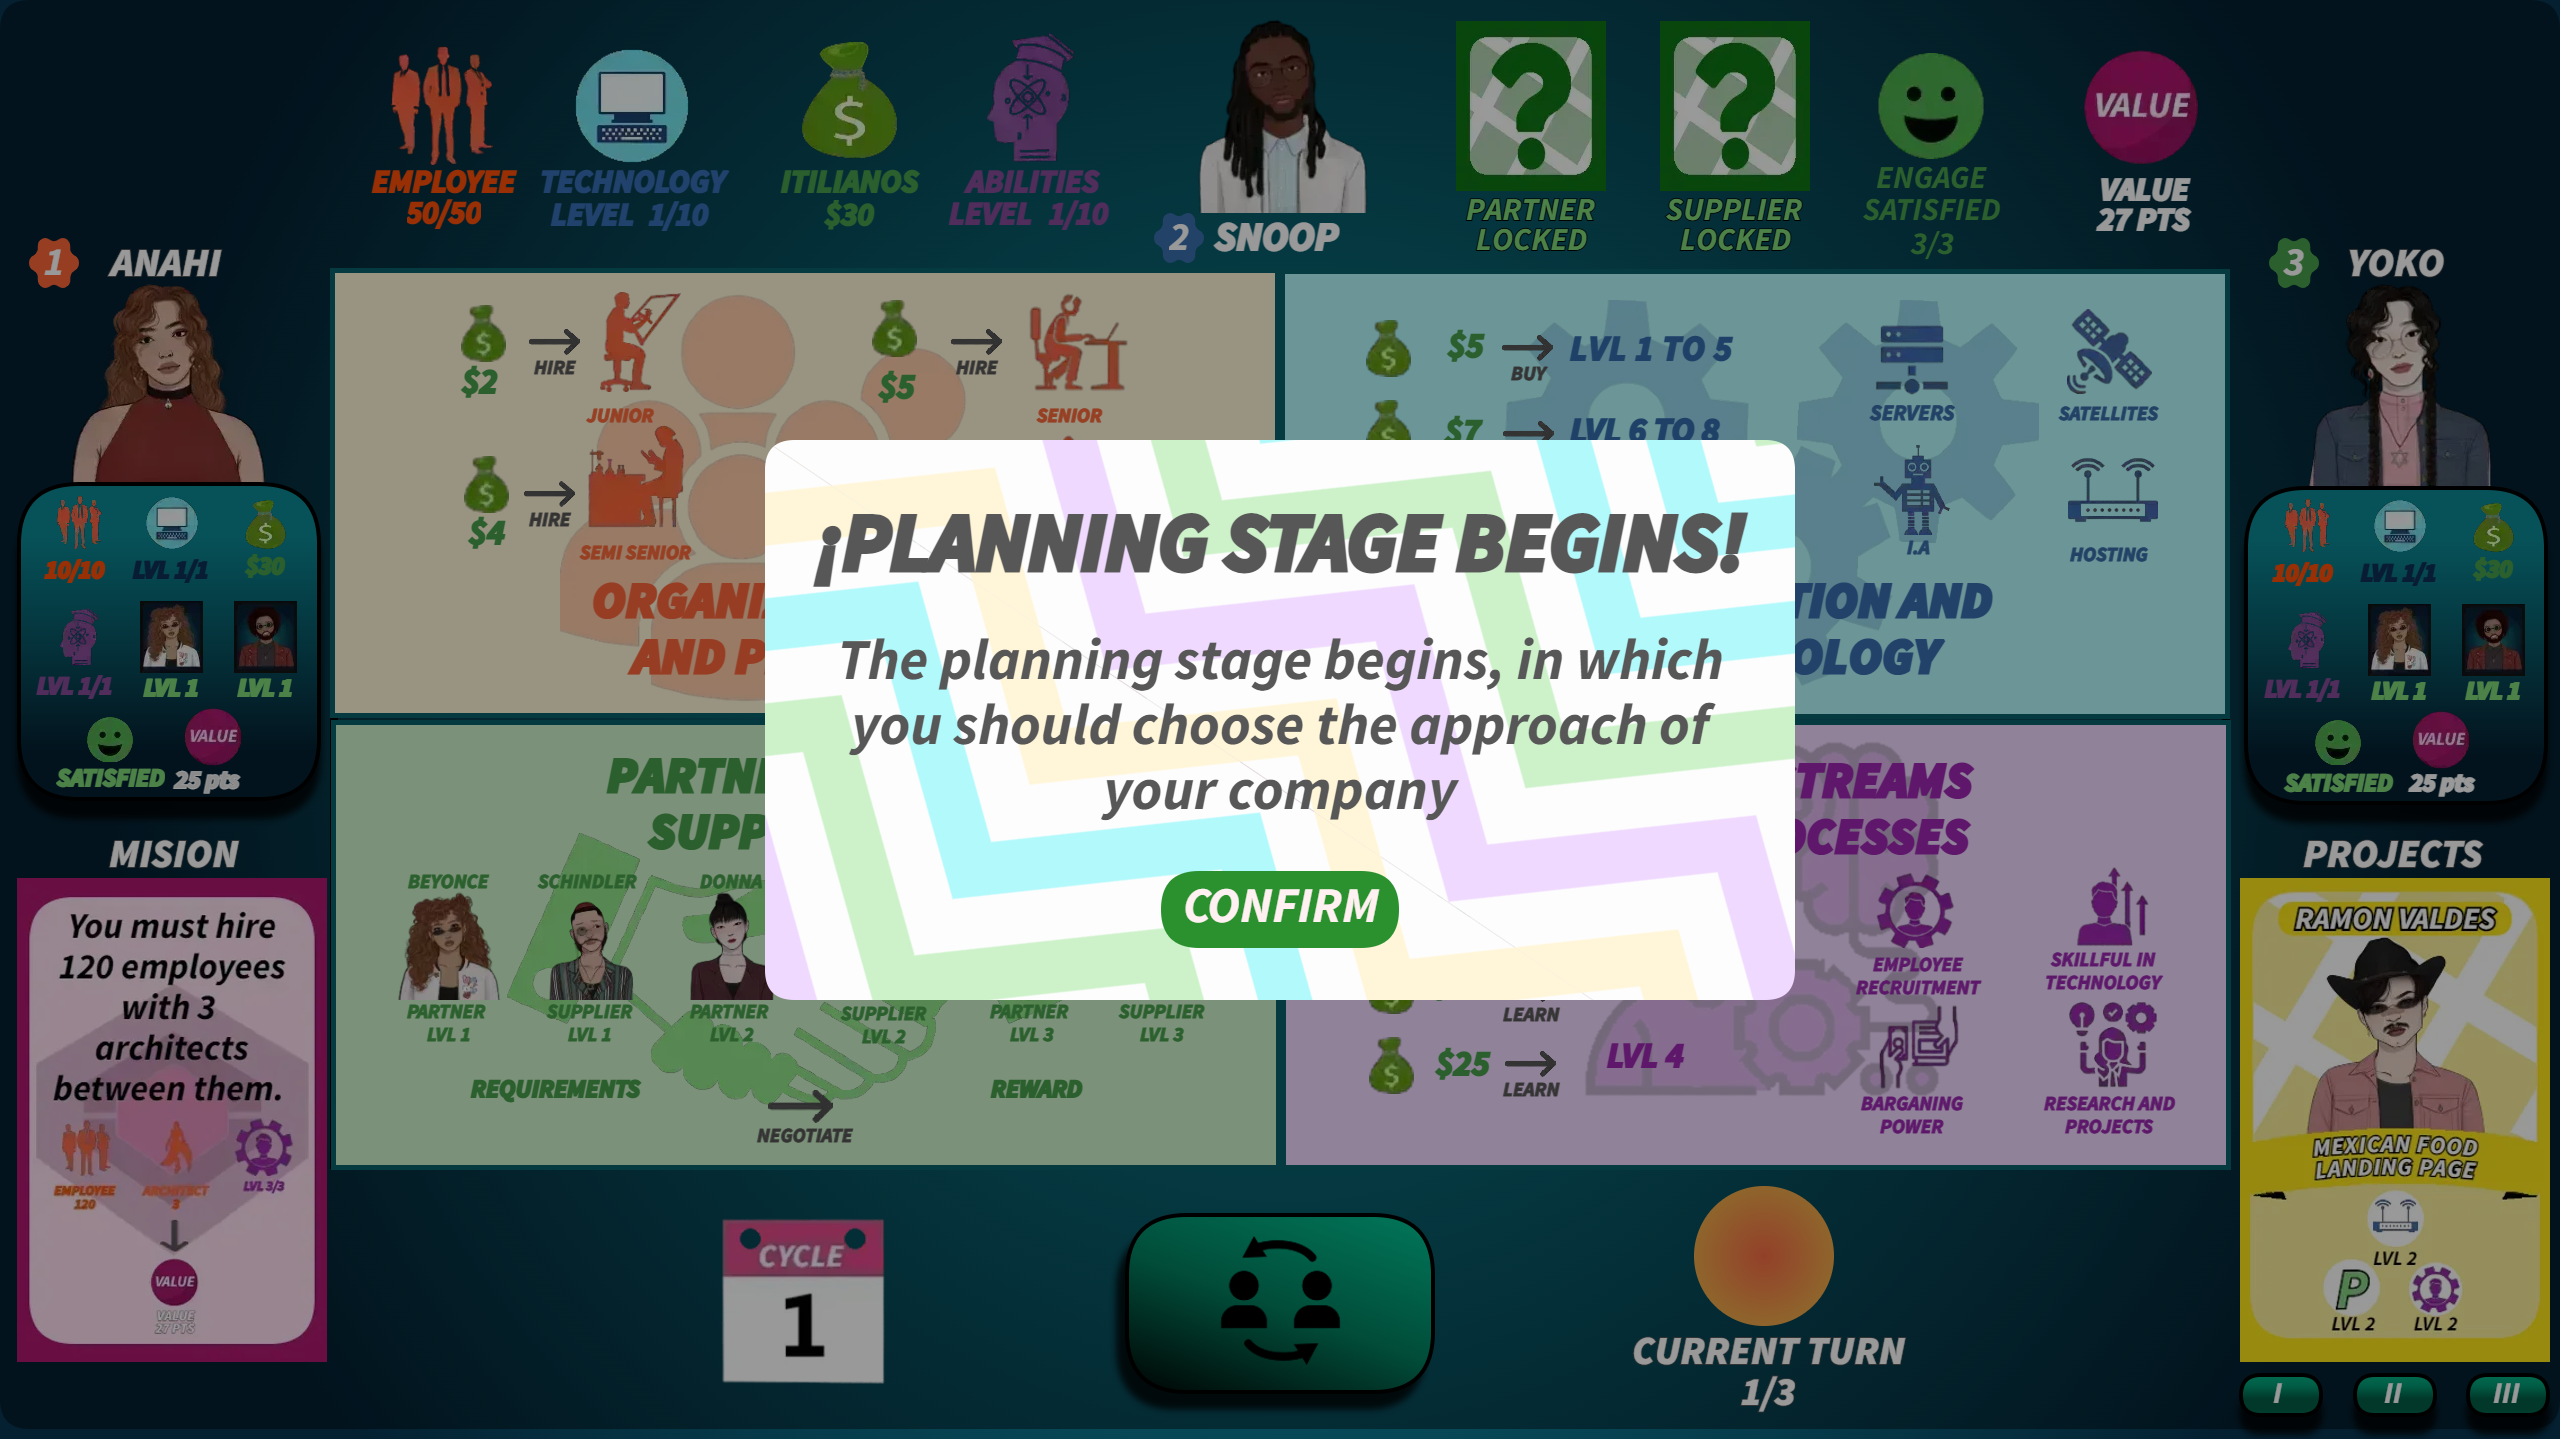 EMPLOYEE
50/50
TECHNOLOGY
LEVEL 1/10
ITILIANOS
$30
ABILITIES
LEVEL 1/10
2 SNOOP
PARTNER
LOCKED
SUPPLIER
LOCKED
ENGAGE
SATISFIED
3/3
VALUE
VALUE
27 PTS
1 ANAHI
10/10
LVL 1/1
$30
LVL 1/1
LVL 1
LVL 1
SATISFIED
VALUE
25 pts
3 YOKO
10/10
LVL 1/1
$30
LVL 1/1
LVL 1
LVL 1
SATISFIED
VALUE
25 pts
$2
HIRE
JUNIOR
$5
HIRE
SENIOR
$4
HIRE
SEMI SENIOR
ORGANI
AND P
$5
BUY
LVL 1 TO 5
$7
LVL 6 TO 8
SERVERS
SATELLITES
I.A
HOSTING
TION AND
OLOGY
¡PLANNING STAGE BEGINS!
The planning stage begins, in which
you should choose the approach of
your company
CONFIRM
PARTN
SUPP
BEYONCE
SCHINDLER
DONNA
PARTNER
LVL 1
SUPPLIER
LVL 1
PARTNER
LVL 2
SUPPLIER
LVL 2
PARTNER
LVL 3
SUPPLIER
LVL 3
REQUIREMENTS
NEGOTIATE
REWARD
TREAMS
OCESSES
LEARN
$25
LEARN
LVL 4
EMPLOYEE
RECRUITMENT
SKILLFUL IN
TECHNOLOGY
BARGANING
POWER
RESEARCH AND
PROJECTS
MISION
You must hire
120 employees
with 3
architects
between them.
EMPLOYEE
120
ARCHITECT
3
LVL 3/3
VALUE
VALUE
27 PTS
PROJECTS
RAMON VALDES
MEXICAN FOOD
LANDING PAGE
LVL 2
P
LVL 2
LVL 2
I
II
III
CYCLE
1
CURRENT TURN
1/3